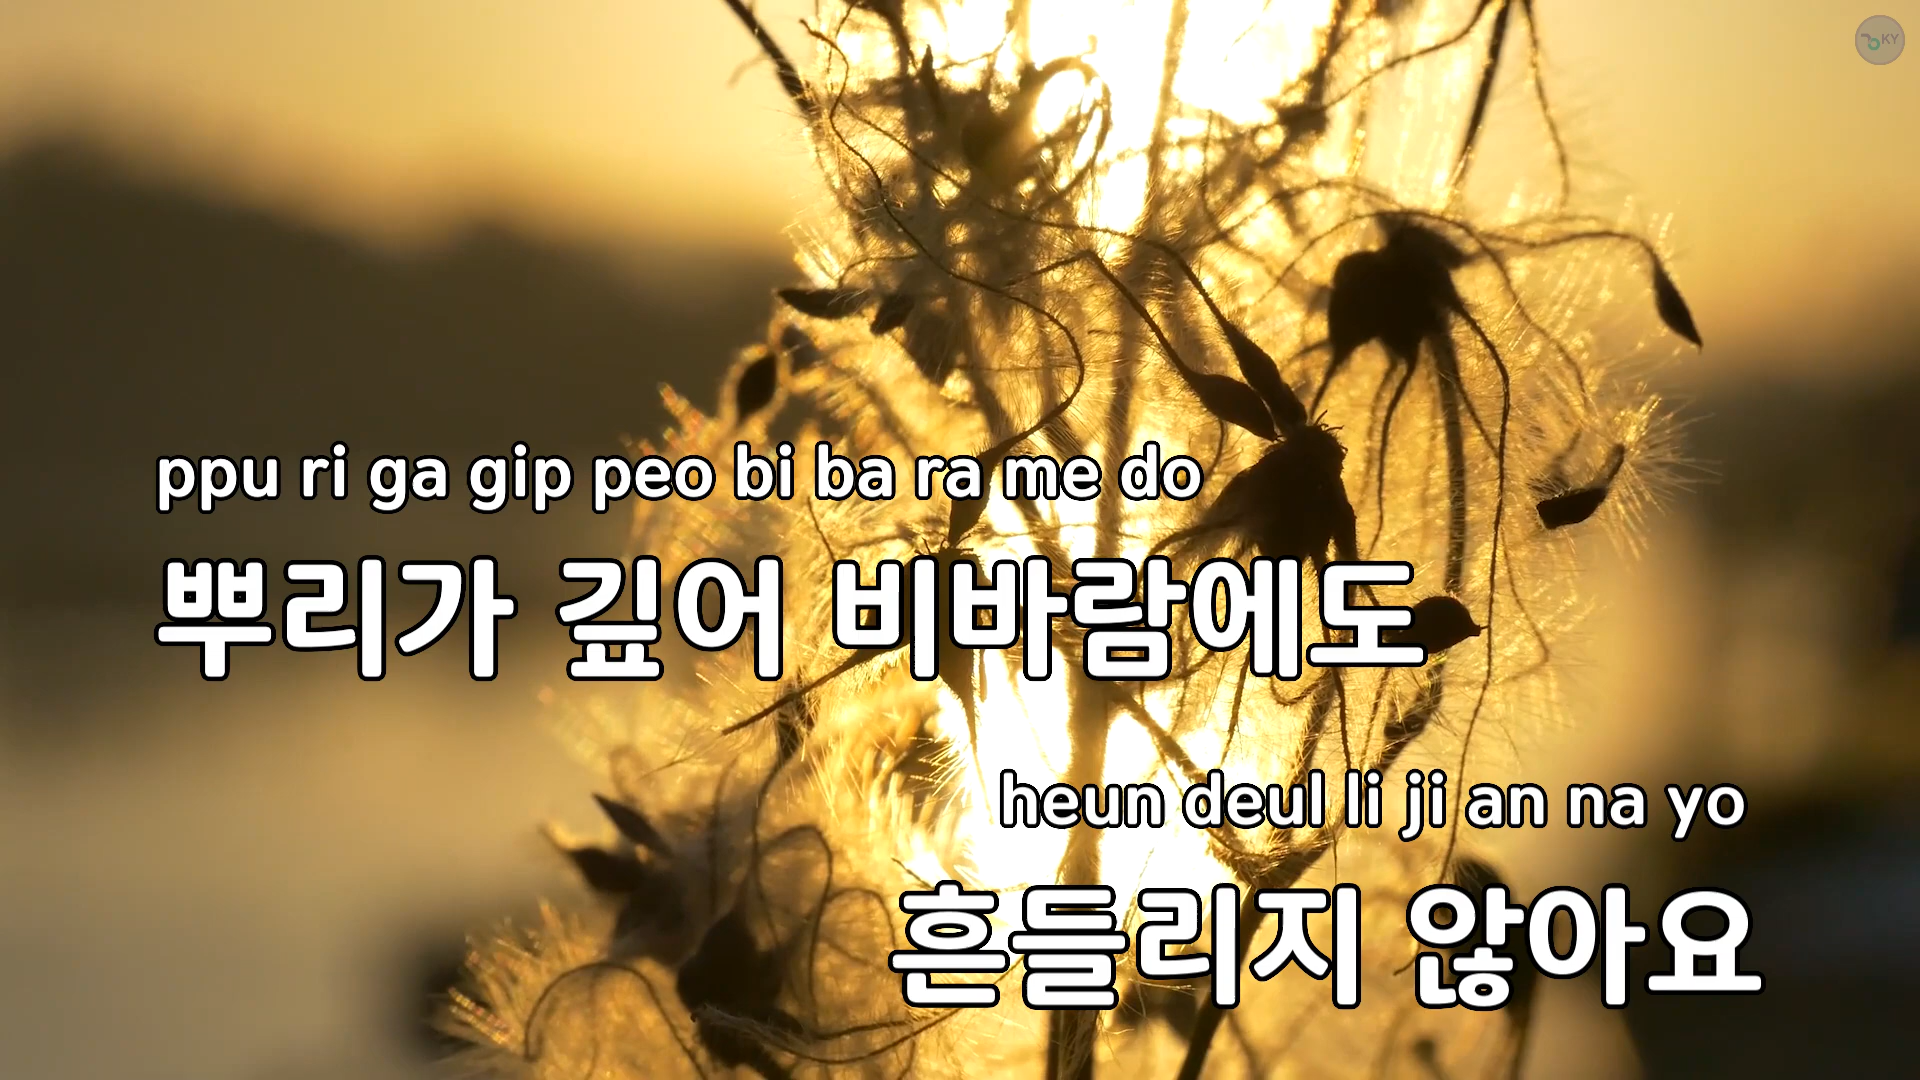 KY
ppu ri ga gip peo bi ba ra me do
뿌리가 깊어 비바람에도
heun deul li ji an na yo
흔들리지 않아요